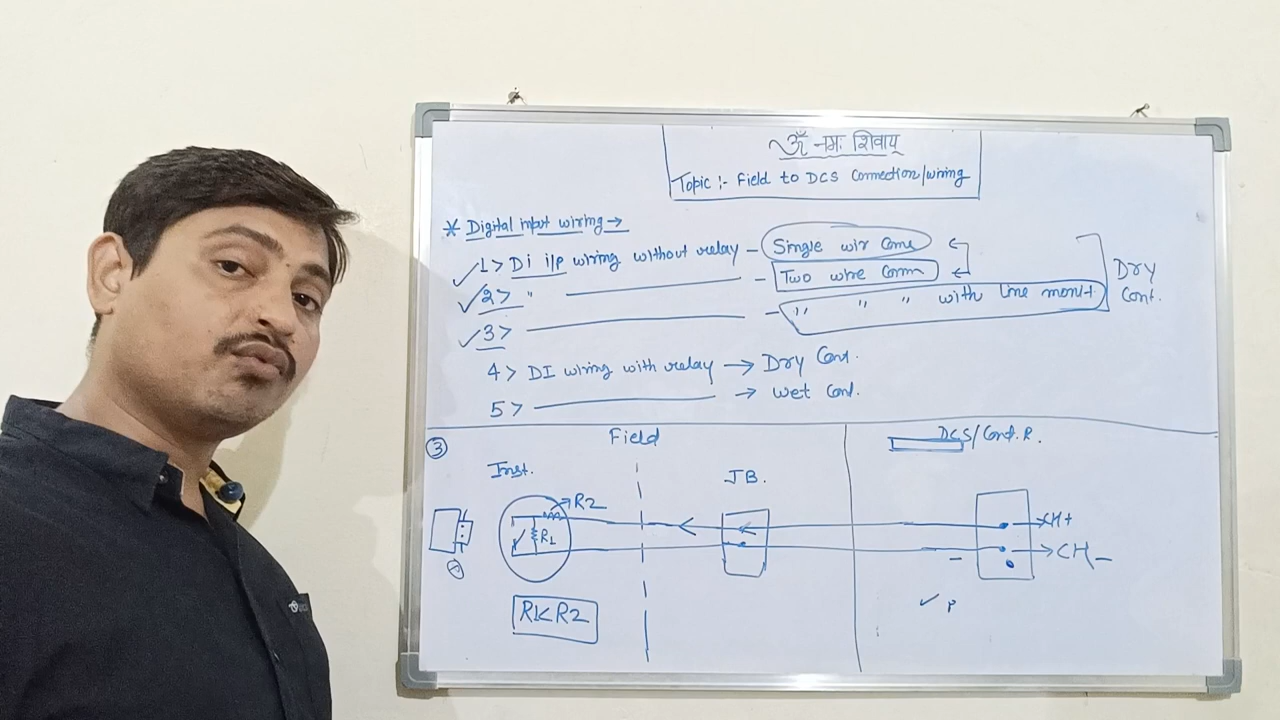 ॐ नमः शिवाय्
Topic :- Field to DCS Connection/wiring
* Digital input wiring →
1> DI i/p wiring without relay – Single wir Conn
2> " – Two wire Comm
3> – " " " with line monit
Dry Cont.
4> DI wiring with relay → Dry Cont.
5> → wet Cont.
③ Field DCS/Cont. R.
Inst. JB.
R2
R1
CH+
CH–
R1<R2